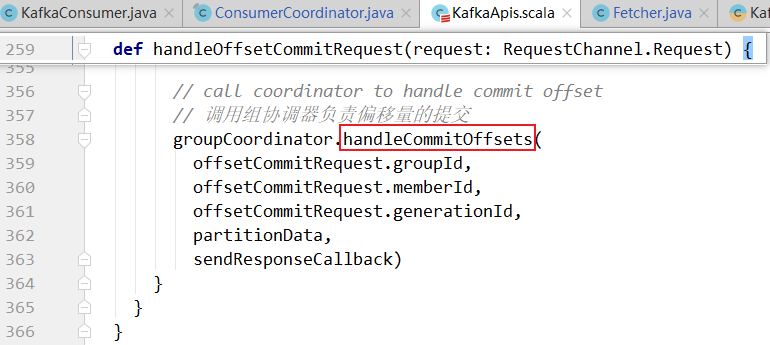 KafkaConsumer.java ConsumerCoordinator.java KafkaApis.scala Fetcher.java Kaf
259 def handleOffsetCommitRequest(request: RequestChannel.Request) {
355
356 // call coordinator to handle commit offset
357 // 调用组协调器负责偏移量的提交
358 groupCoordinator.handleCommitOffsets(
359 offsetCommitRequest.groupId,
360 offsetCommitRequest.memberId,
361 offsetCommitRequest.generationId,
362 partitionData,
363 sendResponseCallback)
364 }
365 }
366 }